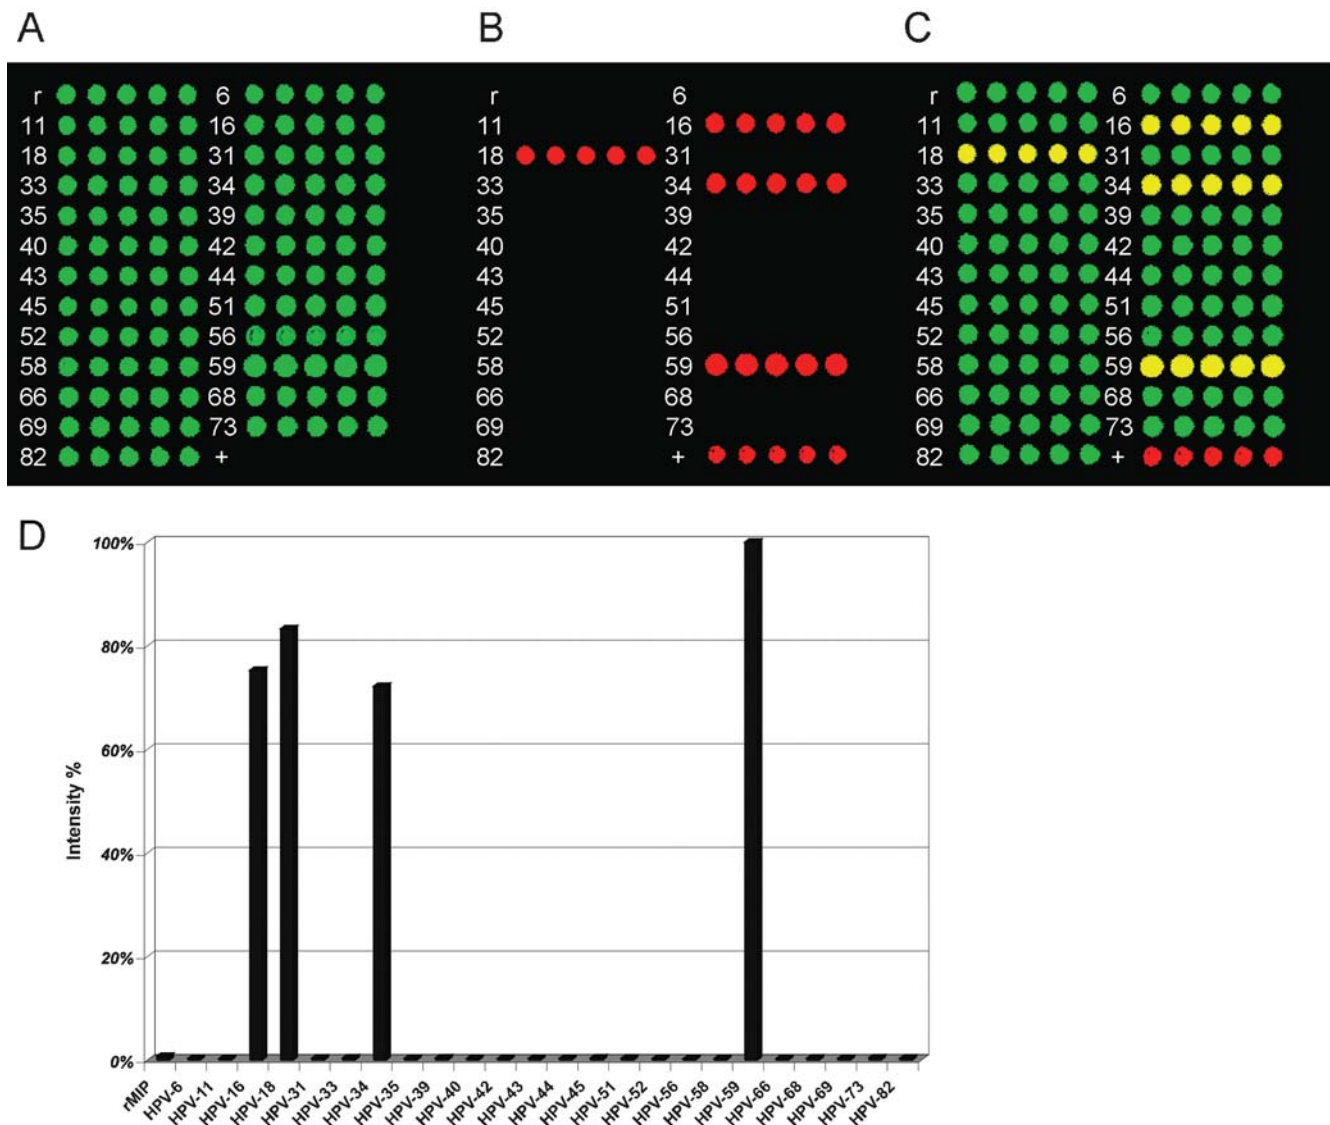 A B C
r 6 r 6 r 6
11 16 11 16 11 16
18 31 18 31 18 31
33 34 33 34 33 34
35 39 35 39 35 39
40 42 40 42 40 42
43 44 43 44 43 44
45 51 45 51 45 51
52 56 52 56 52 56
58 59 58 59 58 59
66 68 66 68 66 68
69 73 69 73 69 73
82 + 82 + 82 +
D
100%
80%
60%
40%
20%
0%
Intensity %
rMIP HPV-6 HPV-11 HPV-16 HPV-18 HPV-31 HPV-33 HPV-34 HPV-35 HPV-39 HPV-40 HPV-42 HPV-43 HPV-44 HPV-45 HPV-51 HPV-52 HPV-56 HPV-58 HPV-59 HPV-66 HPV-68 HPV-69 HPV-73 HPV-82